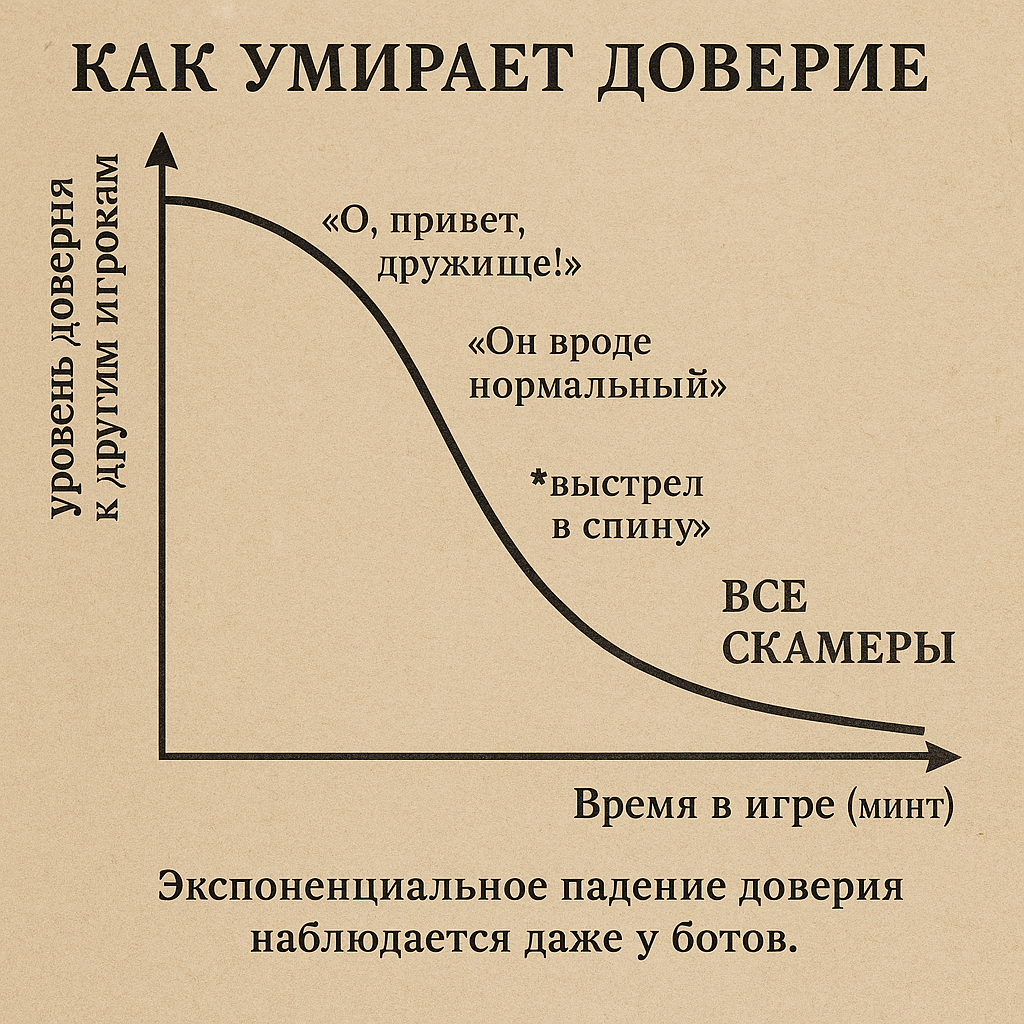 КАК УМИРАЕТ ДОВЕРИЕ
уровень доверня
к другим игрокам
«О, привет,
дружище!»
«Он вроде
нормальный»
*выстрел
в спину»
ВСЕ
СКАМЕРЫ
Время в игре (минт)
Экспоненциальное падение доверия
наблюдается даже у ботов.